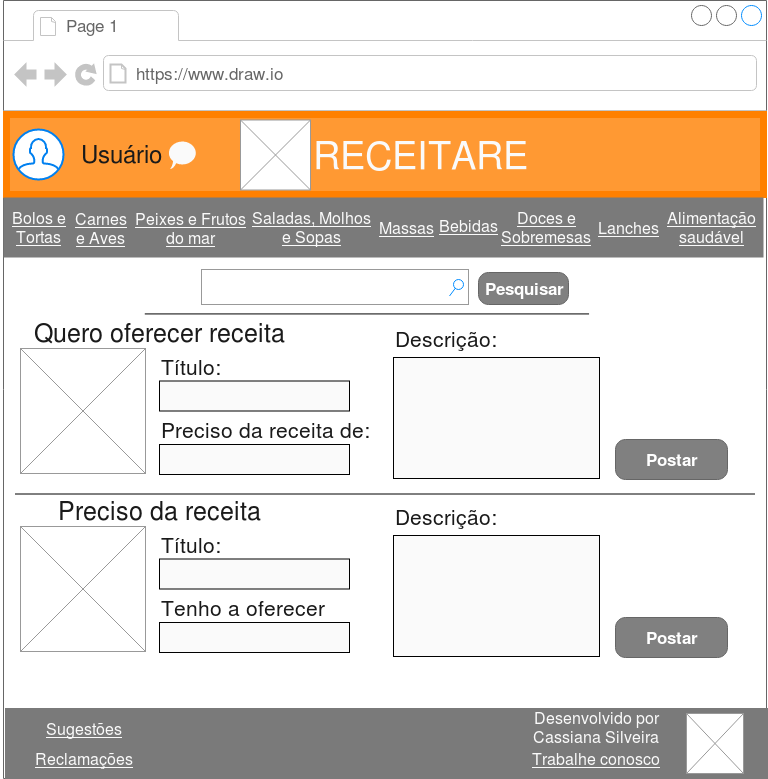 Page 1
https://www.draw.io
Usuário
RECEITARE
Bolos e
Tortas
Carnes
e Aves
Peixes e Frutos
do mar
Saladas, Molhos
e Sopas
Massas
Bebidas
Doces e
Sobremesas
Lanches
Alimentação
saudável
Pesquisar
Quero oferecer receita
Título:
Preciso da receita de:
Descrição:
Postar
Preciso da receita
Título:
Tenho a oferecer
Descrição:
Postar
Sugestões
Reclamações
Desenvolvido por
Cassiana Silveira
Trabalhe conosco